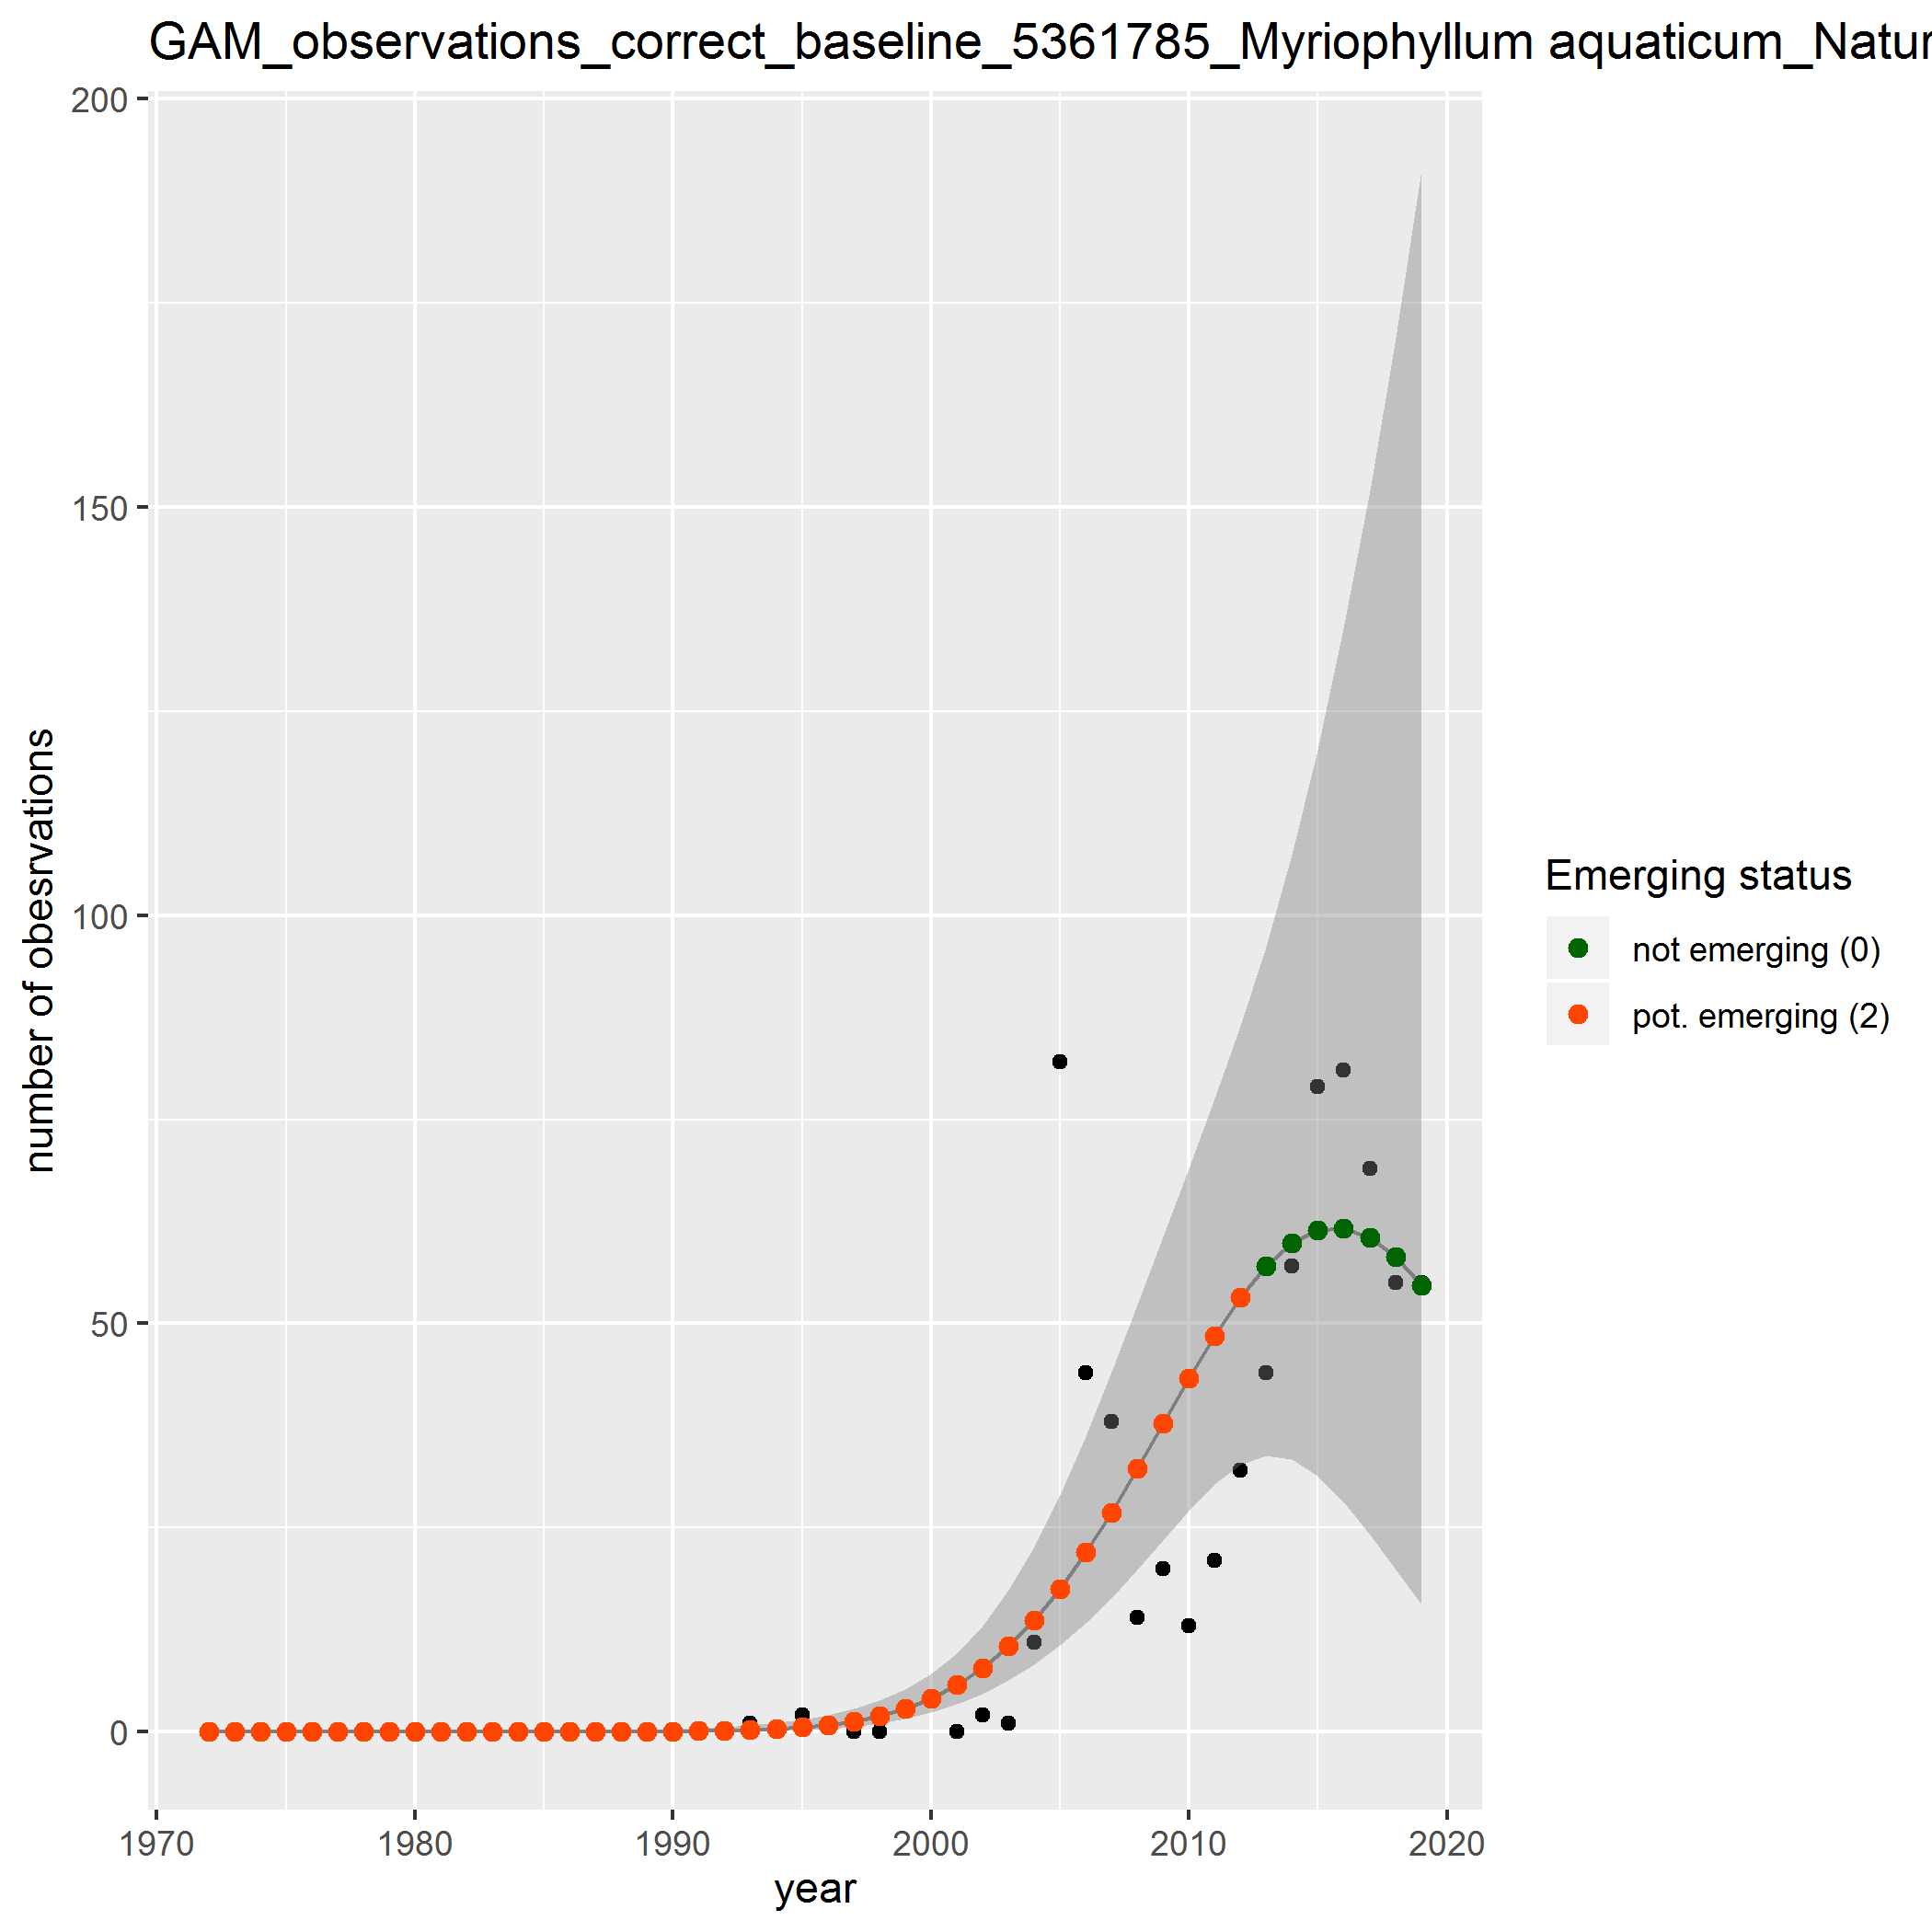 GAM_observations_correct_baseline_5361785_Myriophyllum aquaticum_Natur
200
150
100
50
0
number of obesrvations
1970 1980 1990 2000 2010 2020
year
Emerging status
not emerging (0)
pot. emerging (2)